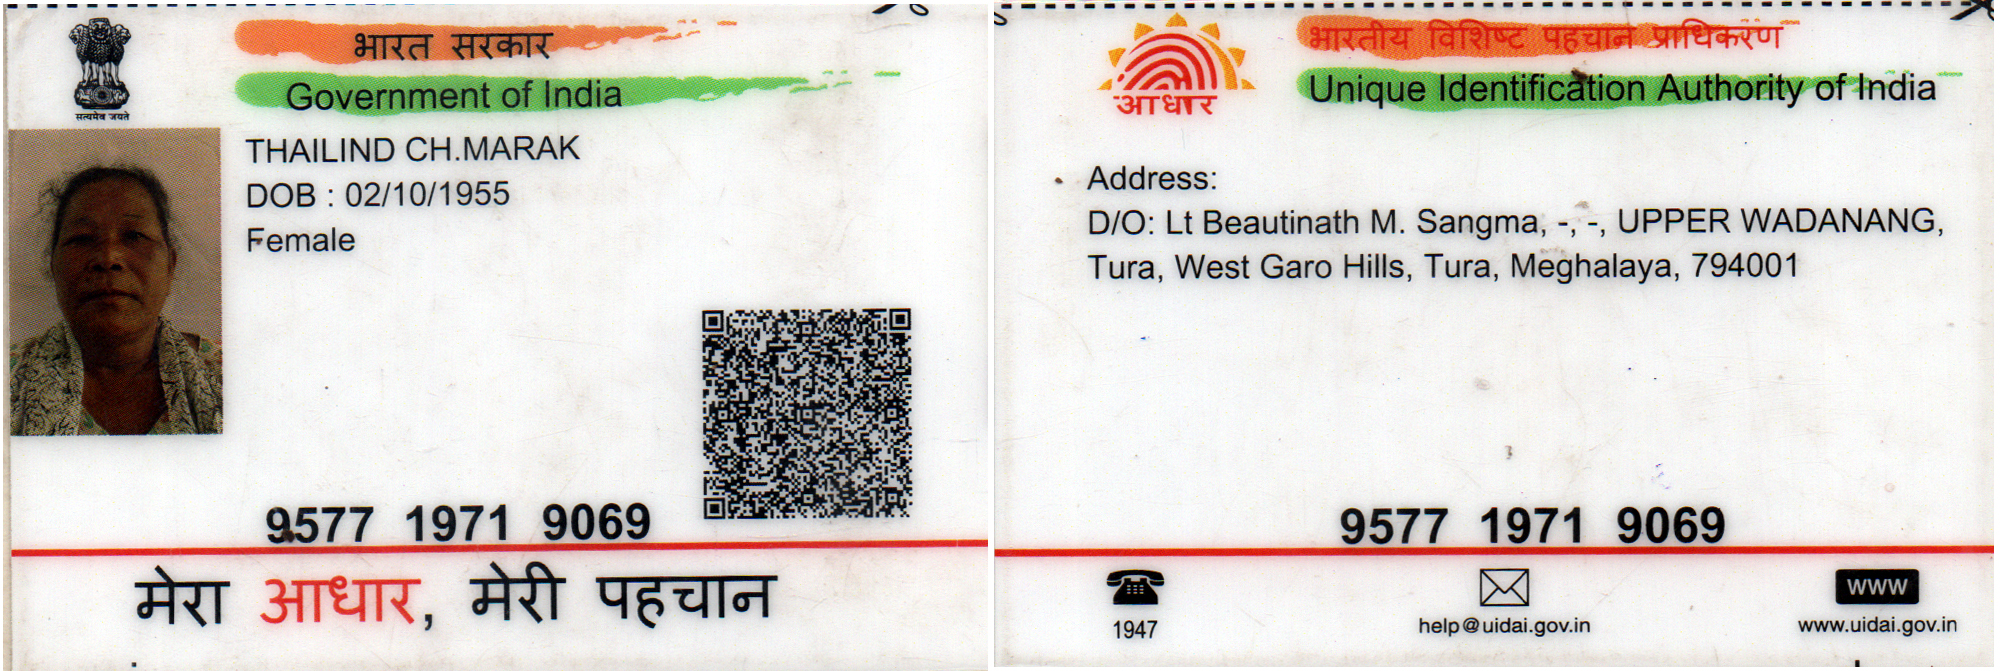 भारत सरकार
Government of India
सत्यमेव जयते
THAILIND CH.MARAK
DOB : 02/10/1955
Female
9577 1971 9069
मेरा आधार, मेरी पहचान
भारतीय विशिष्ट पहचान प्राधिकरण
Unique Identification Authority of India
आधार
Address:
D/O: Lt Beautinath M. Sangma, -,-, UPPER WADANANG,
Tura, West Garo Hills, Tura, Meghalaya, 794001
9577 1971 9069
WWW
1947
help@uidai.gov.in
www.uidai.gov.in